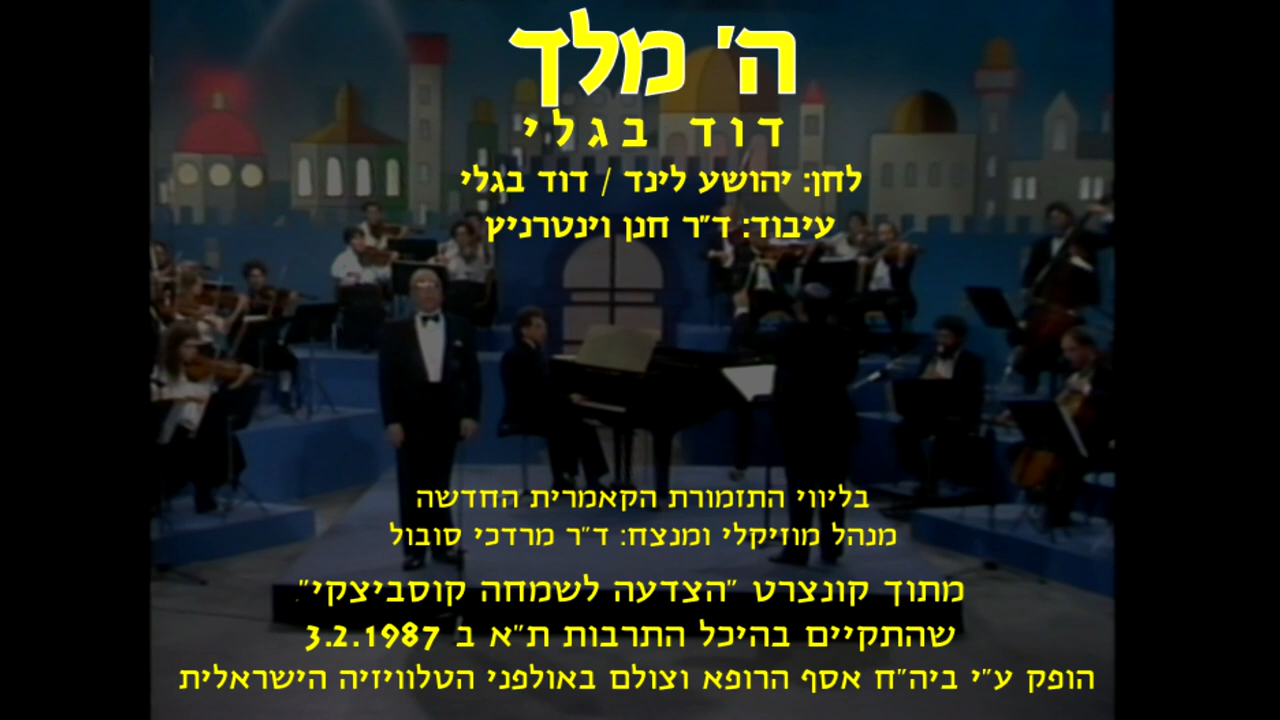 ה' מלך
דוד בגלי
לחן: יהושע לינד / דוד בגלי
עיבוד: ד"ר חנן וינטרניץ
בליווי התזמורת הקאמרית החדשה
מנהל מוזיקלי ומנצח: ד"ר מרדכי סובול
מתוך קונצרט "הצדעה לשמחה קוסביצקי".
שהתקיים בהיכל התרבות ת"א ב 3.2.1987
הופק ע"י ביה"ח אסף הרופא וצולם באולפני הטלוויזיה הישראלית